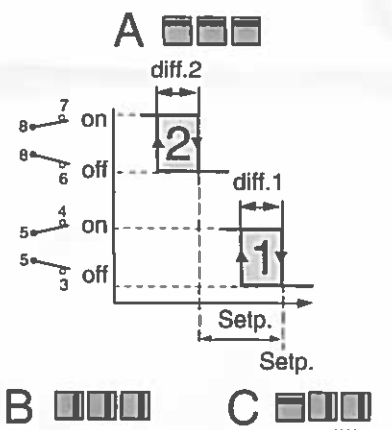 A
diff.2
7
8 on
2
8
6 off
diff.1
4
5 on
1
5
3 off
Setp.
Setp.
B C